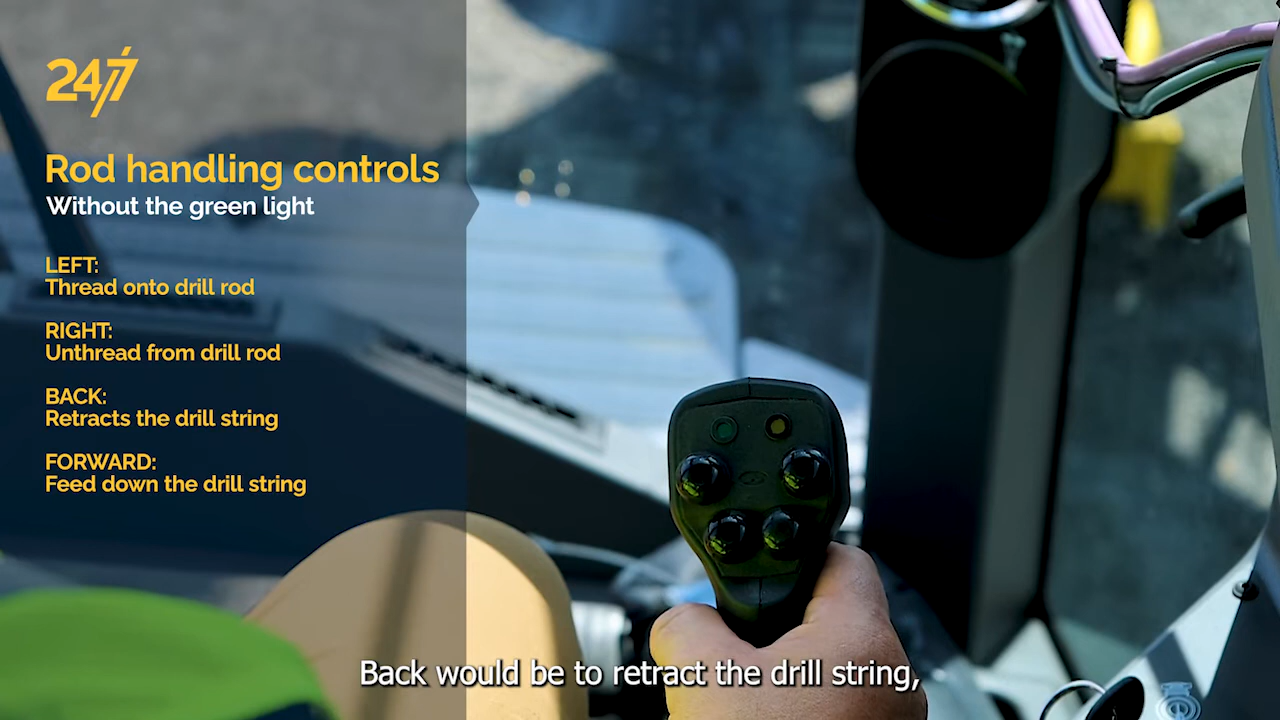 24/7
Rod handling controls
Without the green light
LEFT:
Thread onto drill rod
RIGHT:
Unthread from drill rod
BACK:
Retracts the drill string
FORWARD:
Feed down the drill string
Back would be to retract the drill string,